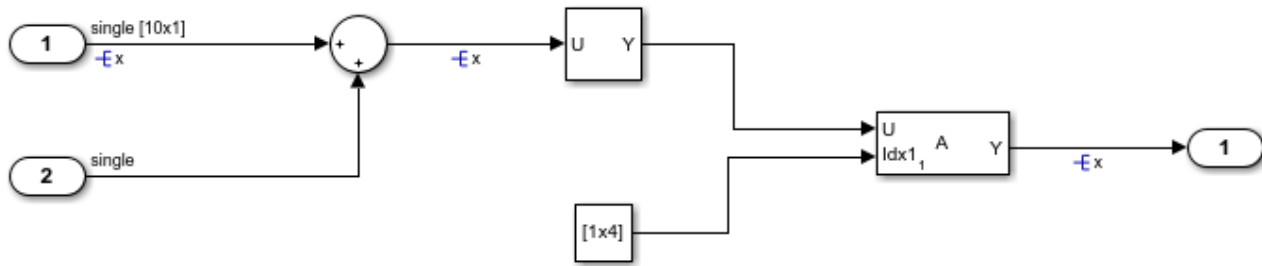 1
single [10x1]
x
+
+
x
U Y
2
single
U
A
Idx1 1
Y
x
1
[1x4]